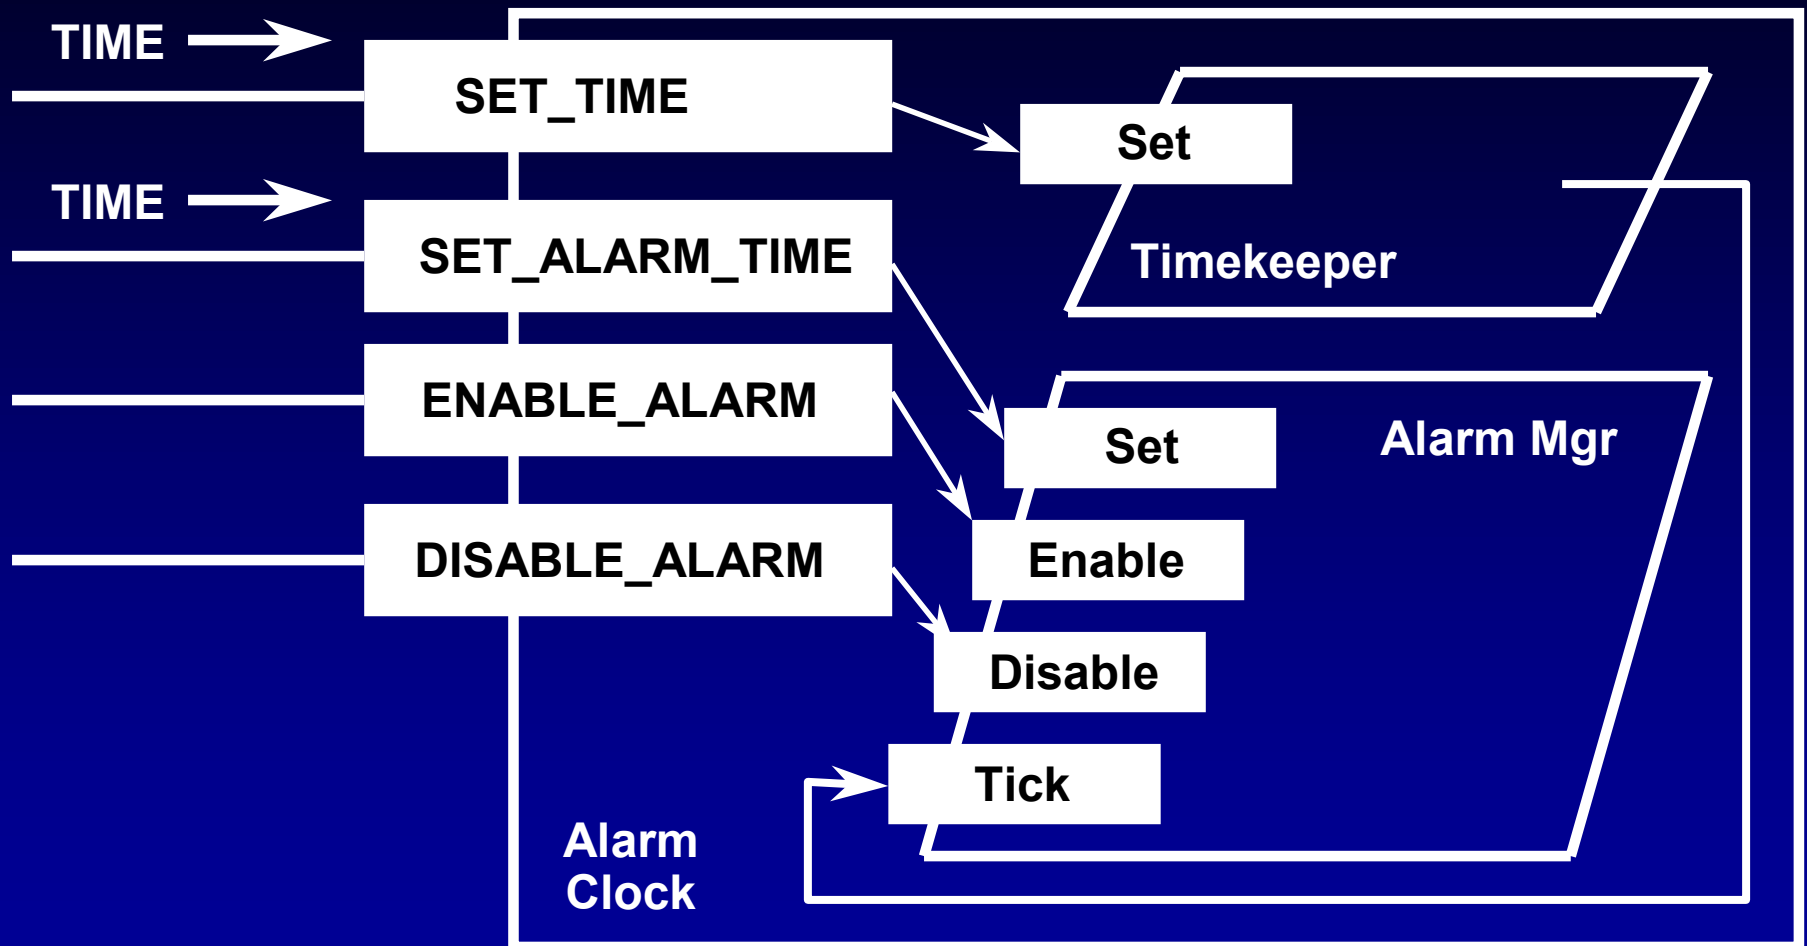 TIME
SET_TIME
Set
TIME
SET_ALARM_TIME
Timekeeper
ENABLE_ALARM
Set
Alarm Mgr
DISABLE_ALARM
Enable
Disable
Tick
Alarm
Clock